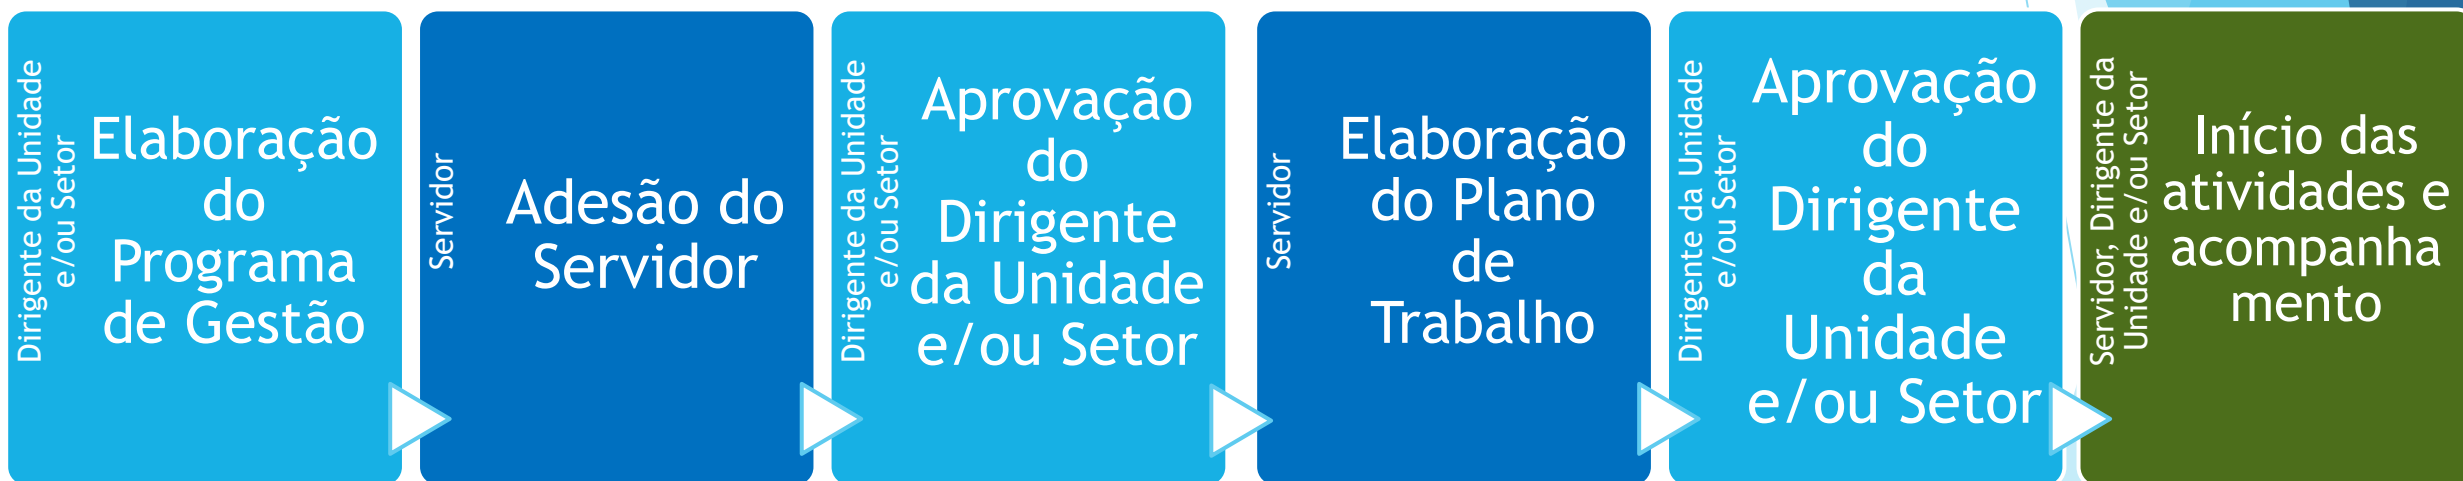 Dirigente da Unidade
e/ou Setor
Elaboração
do
Programa
de Gestão
Servidor
Adesão do
Servidor
Dirigente da Unidade
e/ou Setor
Aprovação
do
Dirigente
da Unidade
e/ou Setor
Servidor
Elaboração
do Plano
de
Trabalho
Dirigente da Unidade
e/ou Setor
Aprovação
do
Dirigente
da
Unidade
e/ou Setor
Servidor, Dirigente da
Unidade e/ou Setor
Início das
atividades e
acompanha
mento